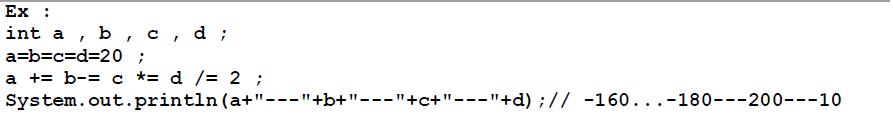 Ex :
int a , b , c , d ;
a=b=c=d=20 ;
a += b-= c *= d /= 2 ;
System.out.println(a+"---"+b+"---"+c+"---"+d);// -160...-180---200---10